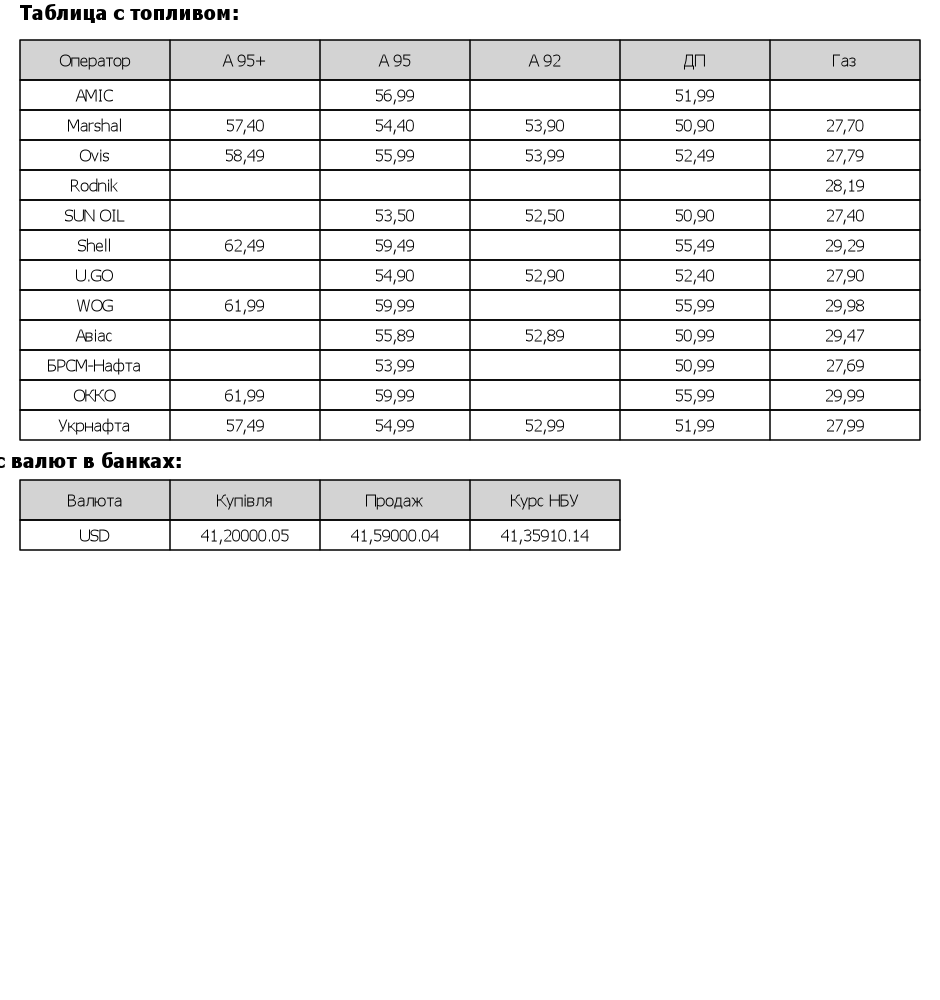 Таблица с топливом:
Оператор А 95+ А 95 А 92 ДП Газ
AMIC 56,99 51,99
Marshal 57,40 54,40 53,90 50,90 27,70
Ovis 58,49 55,99 53,99 52,49 27,79
Rodnik 28,19
SUN OIL 53,50 52,50 50,90 27,40
Shell 62,49 59,49 55,49 29,29
U.GO 54,90 52,90 52,40 27,90
WOG 61,99 59,99 55,99 29,98
Авіас 55,89 52,89 50,99 29,47
БРСМ-Нафта 53,99 50,99 27,69
ОККО 61,99 59,99 55,99 29,99
Укрнафта 57,49 54,99 52,99 51,99 27,99
с валют в банках:
Валюта Купівля Продаж Курс НБУ
USD 41,20000.05 41,59000.04 41,35910.14